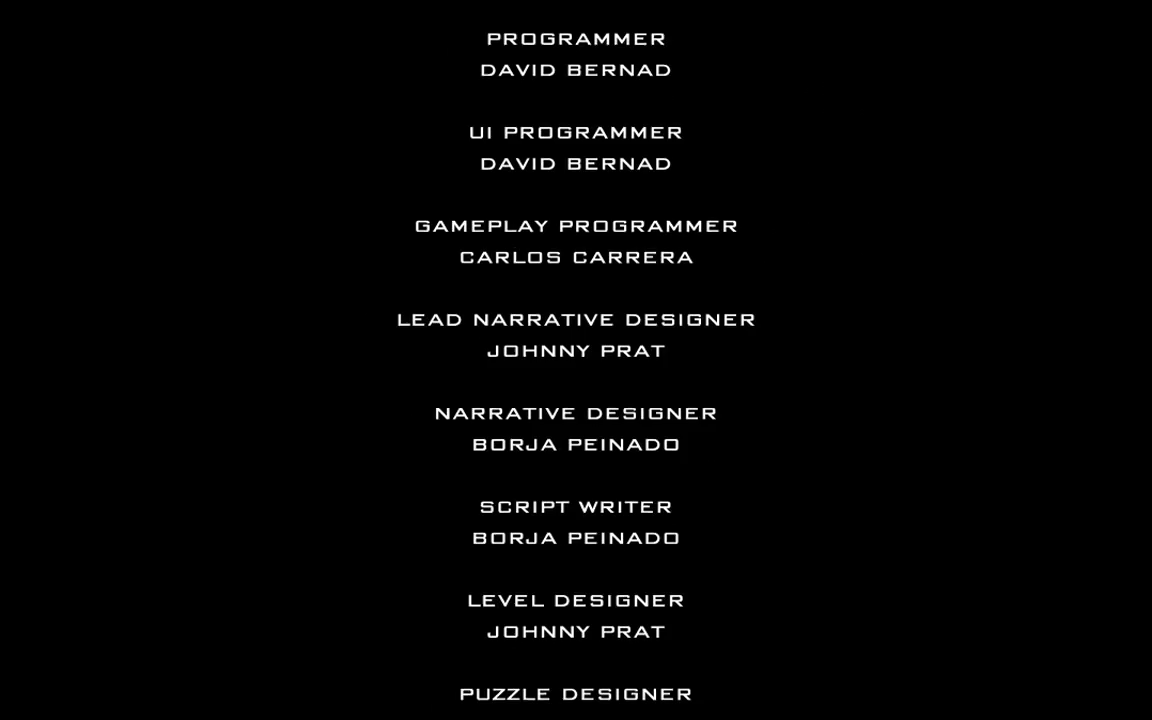 PROGRAMMER
DAVID BERNAD
UI PROGRAMMER
DAVID BERNAD
GAMEPLAY PROGRAMMER
CARLOS CARRERA
LEAD NARRATIVE DESIGNER
JOHNNY PRAT
NARRATIVE DESIGNER
BORJA PEINADO
SCRIPT WRITER
BORJA PEINADO
LEVEL DESIGNER
JOHNNY PRAT
PUZZLE DESIGNER